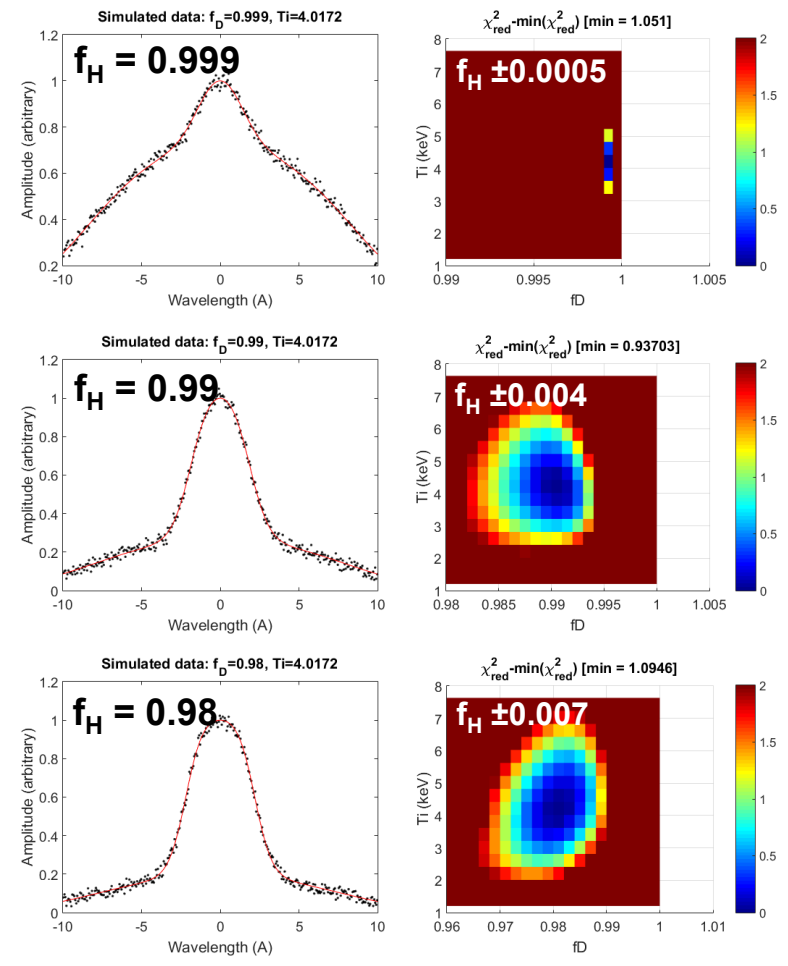 Simulated data: fD=0.999, Ti=4.0172
fH = 0.999
Amplitude (arbitrary)
1.2
1
0.8
0.6
0.4
0.2
-10 -5 0 5 10
Wavelength (A)
χ²red-min(χ²red) [min = 1.051]
fH ±0.0005
Ti (keV)
8
7
6
5
4
3
2
1
0.99 0.995 1 1.005
fD
2
1.5
1
0.5
0
Simulated data: fD=0.99, Ti=4.0172
fH = 0.99
Amplitude (arbitrary)
1.2
1
0.8
0.6
0.4
0.2
0
-10 -5 0 5 10
Wavelength (A)
χ²red-min(χ²red) [min = 0.93703]
fH ±0.004
Ti (keV)
8
7
6
5
4
3
2
1
0.98 0.985 0.99 0.995 1 1.005
fD
2
1.5
1
0.5
0
Simulated data: fD=0.98, Ti=4.0172
fH = 0.98
Amplitude (arbitrary)
1.2
1
0.8
0.6
0.4
0.2
0
-10 -5 0 5 10
Wavelength (A)
χ²red-min(χ²red) [min = 1.0946]
fH ±0.007
Ti (keV)
8
7
6
5
4
3
2
1
0.96 0.97 0.98 0.99 1 1.01
fD
2
1.5
1
0.5
0